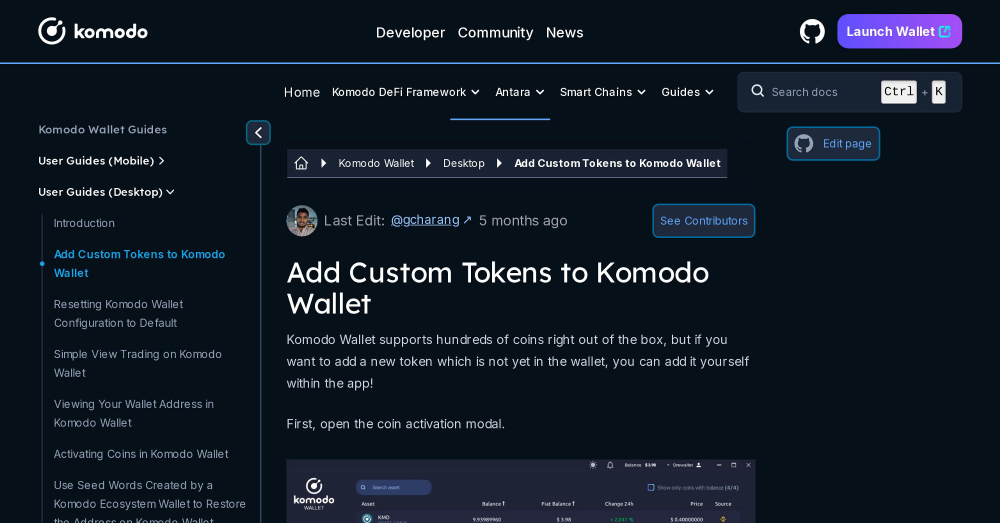 komodo
Developer Community News
Launch Wallet
Home Komodo DeFi Framework Antara Smart Chains Guides
Search docs Ctrl + K
Komodo Wallet Guides
User Guides (Mobile)
User Guides (Desktop)
Introduction
Add Custom Tokens to Komodo
Wallet
Resetting Komodo Wallet
Configuration to Default
Simple View Trading on Komodo
Wallet
Viewing Your Wallet Address in
Komodo Wallet
Activating Coins in Komodo Wallet
Use Seed Words Created by a
Komodo Ecosystem Wallet to Restore
the Address on Komodo Wallet
Komodo Wallet Desktop Add Custom Tokens to Komodo Wallet
Edit page
Last Edit: @gcharang ↗ 5 months ago
See Contributors
Add Custom Tokens to Komodo
Wallet
Komodo Wallet supports hundreds of coins right out of the box, but if you
want to add a new token which is not yet in the wallet, you can add it yourself
within the app!
First, open the coin activation modal.
komodo
WALLET
Balance $3.98 Drewallet
Search asset
Show only coins with balance (4/4)
Asset Balance Fiat Balance Change 24h Price Source
KMD 9.93989960 $ 3.98 +2.041 % $ 0.40000000